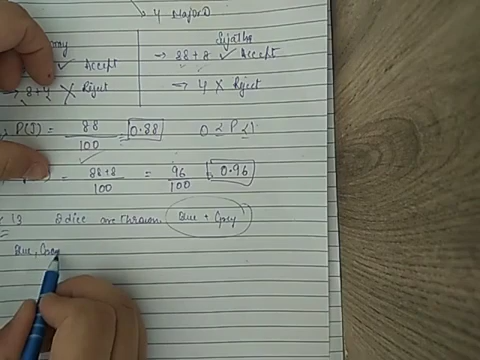 → 4 Major D
Sujatha
✓ Accept
→ 88 + 8 ✓ Accept
→ 8+4 X Reject
→ 4 X Reject
P(J) = 88/100 = 0.88 0 ≤ P ≤ 1
= 88+8/100 = 96/100 0.96
13 2 dice are thrown Blue + Grey
Blue, Grey